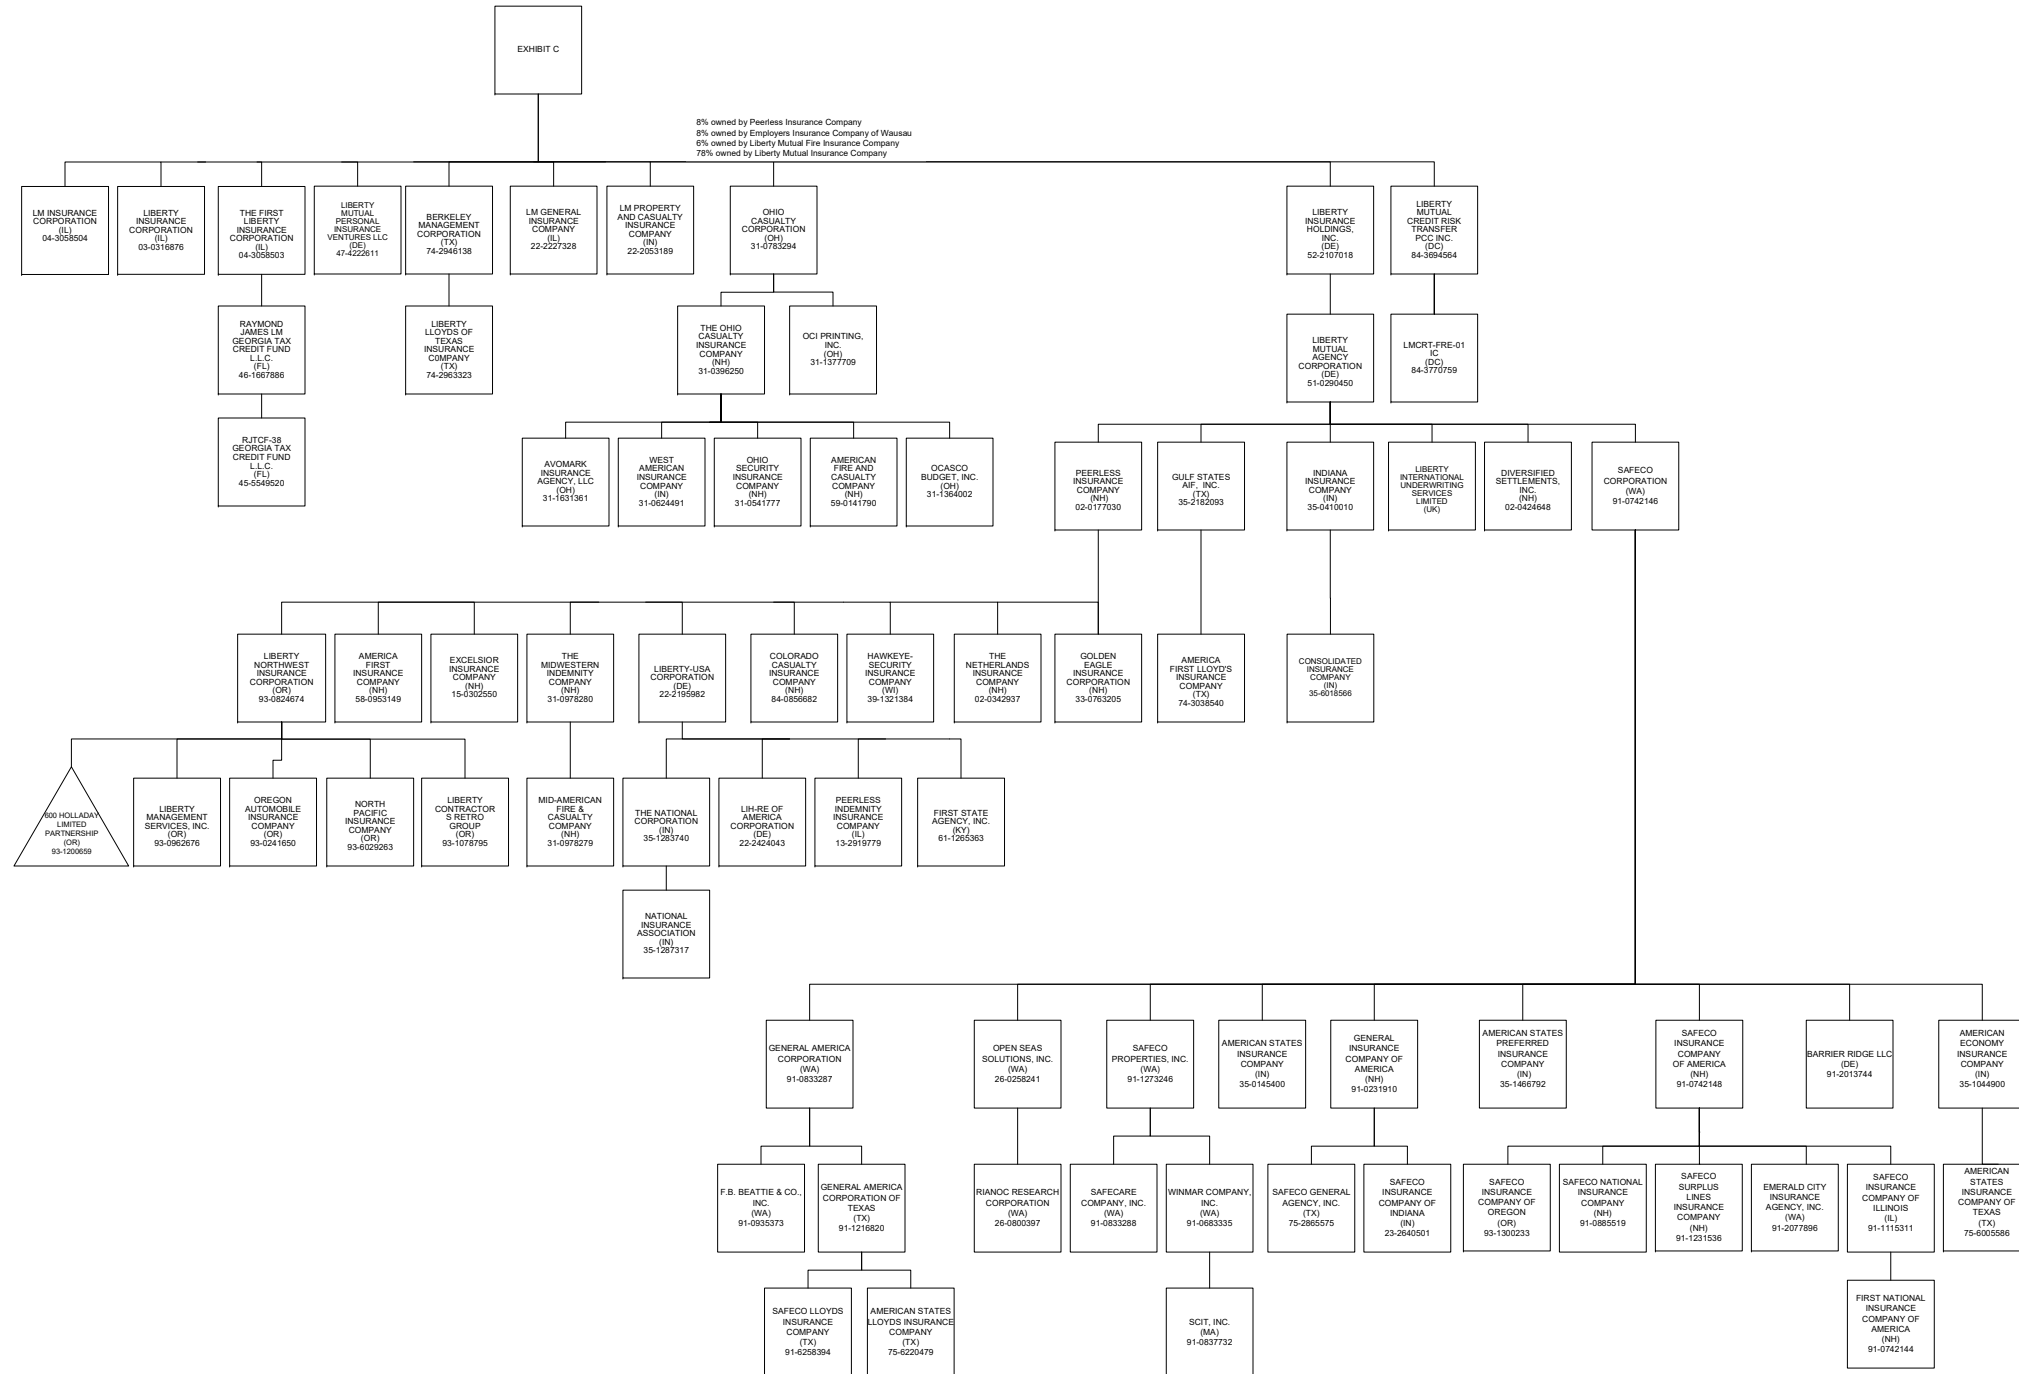 EXHIBIT C
8% owned by Peerless Insurance Company
8% owned by Employers Insurance Company of Wausau
6% owned by Liberty Mutual Fire Insurance Company
78% owned by Liberty Mutual Insurance Company
LM INSURANCE
CORPORATION
(IL)
04-3058504
LIBERTY
INSURANCE
CORPORATION
(IL)
03-0316876
THE FIRST
LIBERTY
INSURANCE
CORPORATION
(IL)
04-3058503
LIBERTY
MUTUAL
PERSONAL
INSURANCE
VENTURES LLC
(DE)
47-4222611
BERKELEY
MANAGEMENT
CORPORATION
(TX)
74-2946138
LM GENERAL
INSURANCE
COMPANY
(IL)
22-2227328
LM PROPERTY
AND CASUALTY
INSURANCE
COMPANY
(IN)
22-2053189
OHIO
CASUALTY
CORPORATION
(OH)
31-0783294
LIBERTY
INSURANCE
HOLDINGS,
INC.
(DE)
52-2107018
LIBERTY
MUTUAL
CREDIT RISK
TRANSFER
PCC INC.
(DC)
84-3694564
RAYMOND
JAMES LM
GEORGIA TAX
CREDIT FUND
L.L.C.
(FL)
46-1667886
LIBERTY
LLOYDS OF
TEXAS
INSURANCE
C0MPANY
(TX)
74-2963323
THE OHIO
CASUALTY
INSURANCE
COMPANY
(NH)
31-0396250
OCI PRINTING,
INC.
(OH)
31-1377709
LIBERTY
MUTUAL
AGENCY
CORPORATION
(DE)
51-0290450
LMCRT-FRE-01
IC
(DC)
84-3770759
RJTCF-38
GEORGIA TAX
CREDIT FUND
L.L.C.
(FL)
45-5549520
AVOMARK
INSURANCE
AGENCY, LLC
(OH)
31-1631361
WEST
AMERICAN
INSURANCE
COMPANY
(IN)
31-0624491
OHIO
SECURITY
INSURANCE
COMPANY
(NH)
31-0541777
AMERICAN
FIRE AND
CASUALTY
COMPANY
(NH)
59-0141790
OCASCO
BUDGET, INC.
(OH)
31-1364002
PEERLESS
INSURANCE
COMPANY
(NH)
02-0177030
GULF STATES
AIF, INC.
(TX)
35-2182093
INDIANA
INSURANCE
COMPANY
(IN)
35-0410010
LIBERTY
INTERNATIONAL
UNDERWRITING
SERVICES
LIMITED
(UK)
DIVERSIFIED
SETTLEMENTS,
INC.
(NH)
02-0424648
SAFECO
CORPORATION
(WA)
91-0742146
LIBERTY
NORTHWEST
INSURANCE
CORPORATION
(OR)
93-0824674
AMERICA
FIRST
INSURANCE
COMPANY
(NH)
58-0953149
EXCELSIOR
INSURANCE
COMPANY
(NH)
15-0302550
THE
MIDWESTERN
INDEMNITY
COMPANY
(NH)
31-0978280
LIBERTY-USA
CORPORATION
(DE)
22-2195982
COLORADO
CASUALTY
INSURANCE
COMPANY
(NH)
84-0856682
HAWKEYE-
SECURITY
INSURANCE
COMPANY
(WI)
39-1321384
THE
NETHERLANDS
INSURANCE
COMPANY
(NH)
02-0342937
GOLDEN
EAGLE
INSURANCE
CORPORATION
(NH)
33-0763205
AMERICA
FIRST LLOYD'S
INSURANCE
COMPANY
(TX)
74-3038540
CONSOLIDATED
INSURANCE
COMPANY
(IN)
35-6018566
600 HOLLADAY
LIMITED
PARTNERSHIP
(OR)
93-1200659
LIBERTY
MANAGEMENT
SERVICES, INC.
(OR)
93-0962676
OREGON
AUTOMOBILE
INSURANCE
COMPANY
(OR)
93-0241650
NORTH
PACIFIC
INSURANCE
COMPANY
(OR)
93-6029263
LIBERTY
CONTRACTOR
S RETRO
GROUP
(OR)
93-1078795
MID-AMERICAN
FIRE &
CASUALTY
COMPANY
(NH)
31-0978279
THE NATIONAL
CORPORATION
(IN)
35-1283740
LIH-RE OF
AMERICA
CORPORATION
(DE)
22-2424043
PEERLESS
INDEMNITY
INSURANCE
COMPANY
(IL)
13-2919779
FIRST STATE
AGENCY, INC.
(KY)
61-1265363
NATIONAL
INSURANCE
ASSOCIATION
(IN)
35-1287317
GENERAL AMERICA
CORPORATION
(WA)
91-0833287
OPEN SEAS
SOLUTIONS, INC.
(WA)
26-0258241
SAFECO
PROPERTIES, INC.
(WA)
91-1273246
AMERICAN STATES
INSURANCE
COMPANY
(IN)
35-0145400
GENERAL
INSURANCE
COMPANY OF
AMERICA
(NH)
91-0231910
AMERICAN STATES
PREFERRED
INSURANCE
COMPANY
(IN)
35-1466792
SAFECO
INSURANCE
COMPANY
OF AMERICA
(NH)
91-0742148
BARRIER RIDGE LLC
(DE)
91-2013744
AMERICAN
ECONOMY
INSURANCE
COMPANY
(IN)
35-1044900
F.B. BEATTIE & CO.,
INC.
(WA)
91-0935373
GENERAL AMERICA
CORPORATION OF
TEXAS
(TX)
91-1216820
RIANOC RESEARCH
CORPORATION
(WA)
26-0800397
SAFECARE
COMPANY, INC.
(WA)
91-0833288
WINMAR COMPANY,
INC.
(WA)
91-0683335
SAFECO GENERAL
AGENCY, INC.
(TX)
75-2865575
SAFECO
INSURANCE
COMPANY OF
INDIANA
(IN)
23-2640501
SAFECO
INSURANCE
COMPANY OF
OREGON
(OR)
93-1300233
SAFECO NATIONAL
INSURANCE
COMPANY
(NH)
91-0885519
SAFECO
SURPLUS
LINES
INSURANCE
COMPANY
(NH)
91-1231536
EMERALD CITY
INSURANCE
AGENCY, INC.
(WA)
91-2077896
SAFECO
INSURANCE
COMPANY OF
ILLINOIS
(IL)
91-1115311
AMERICAN
STATES
INSURANCE
COMPANY OF
TEXAS
(TX)
75-6005586
SAFECO LLOYDS
INSURANCE
COMPANY
(TX)
91-6258394
AMERICAN STATES
LLOYDS INSURANCE
COMPANY
(TX)
75-6220479
SCIT, INC.
(MA)
91-0837732
FIRST NATIONAL
INSURANCE
COMPANY OF
AMERICA
(NH)
91-0742144